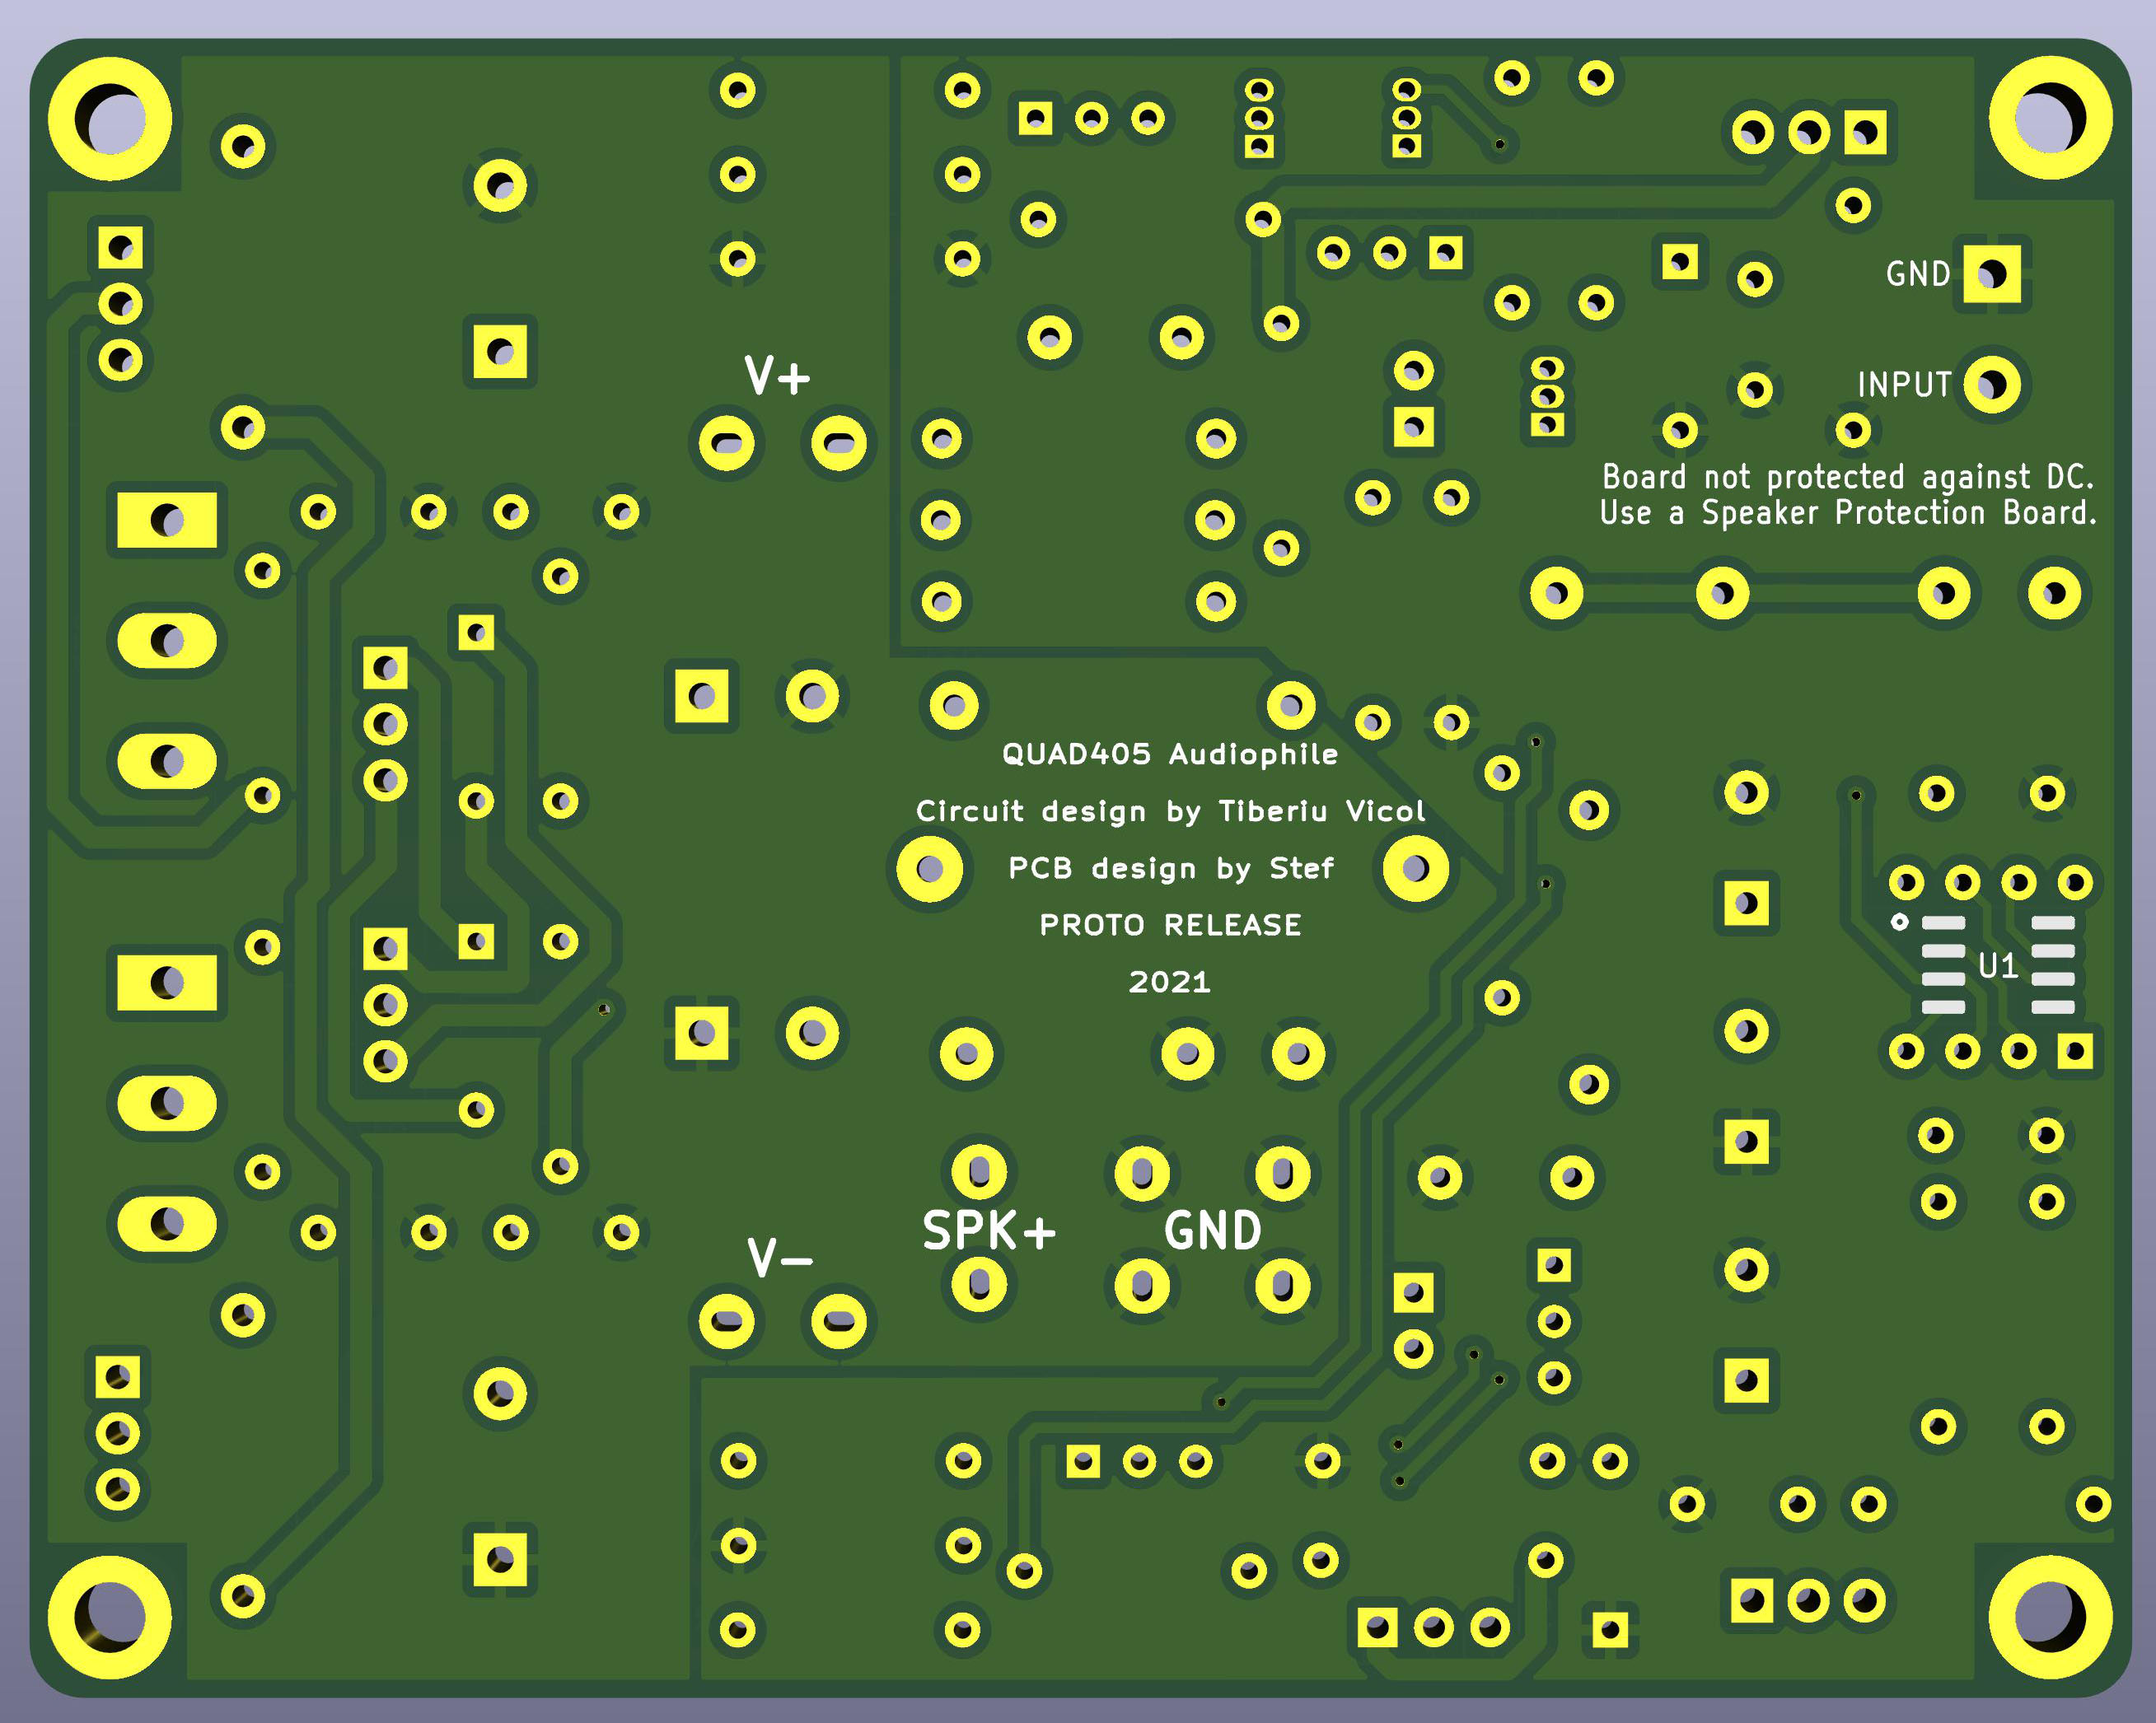 GND
V+
INPUT
Board not protected against DC.
Use a Speaker Protection Board.
QUAD405 Audiophile
Circuit design by Tiberiu Vicol
PCB design by Stef
PROTO RELEASE
2021
U1
SPK+
GND
V-